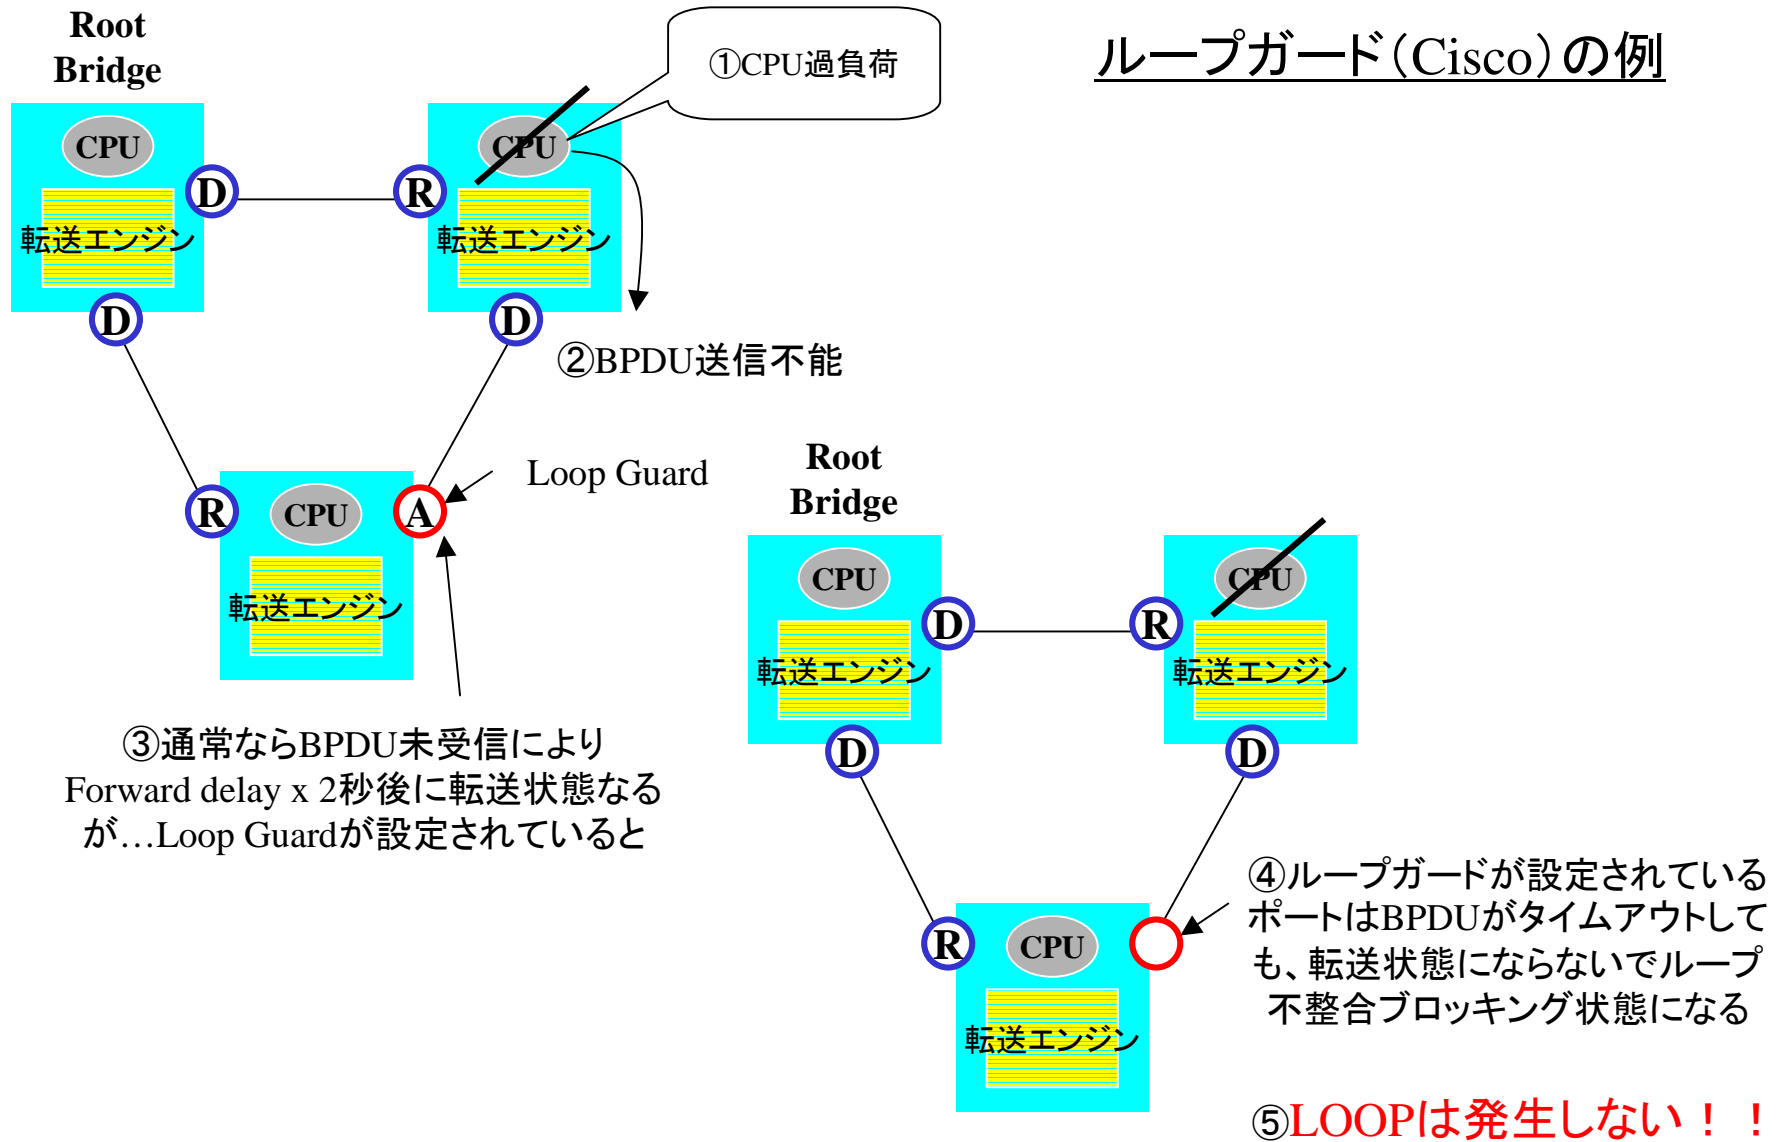 ループガード（Cisco）の例
Root
Bridge
①CPU過負荷
CPU
CPU
D
R
転送エンジン
転送エンジン
D
D
②BPDU送信不能
Loop Guard
R
CPU
A
転送エンジン
③通常ならBPDU未受信により
Forward delay x 2秒後に転送状態なる
が…Loop Guardが設定されていると
Root
Bridge
CPU
CPU
D
R
転送エンジン
転送エンジン
D
D
④ループガードが設定されている
ポートはBPDUがタイムアウトして
も、転送状態にならないでループ
不整合ブロッキング状態になる
R
CPU
転送エンジン
⑤LOOPは発生しない！！